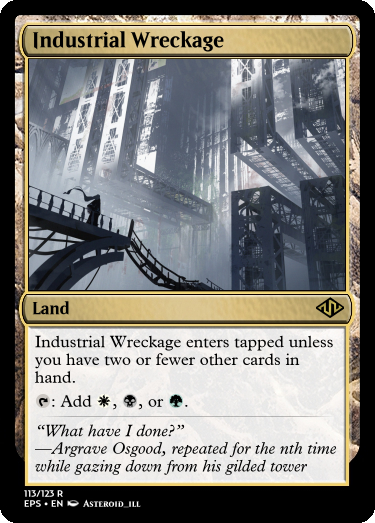 Industrial Wreckage
Land
Industrial Wreckage enters tapped unless
you have two or fewer other cards in
hand.
: Add , , or .
“What have I done?”
—Argrave Osgood, repeated for the nth time
while gazing down from his gilded tower
113/123 R
EPS • EN Asteroid_ill